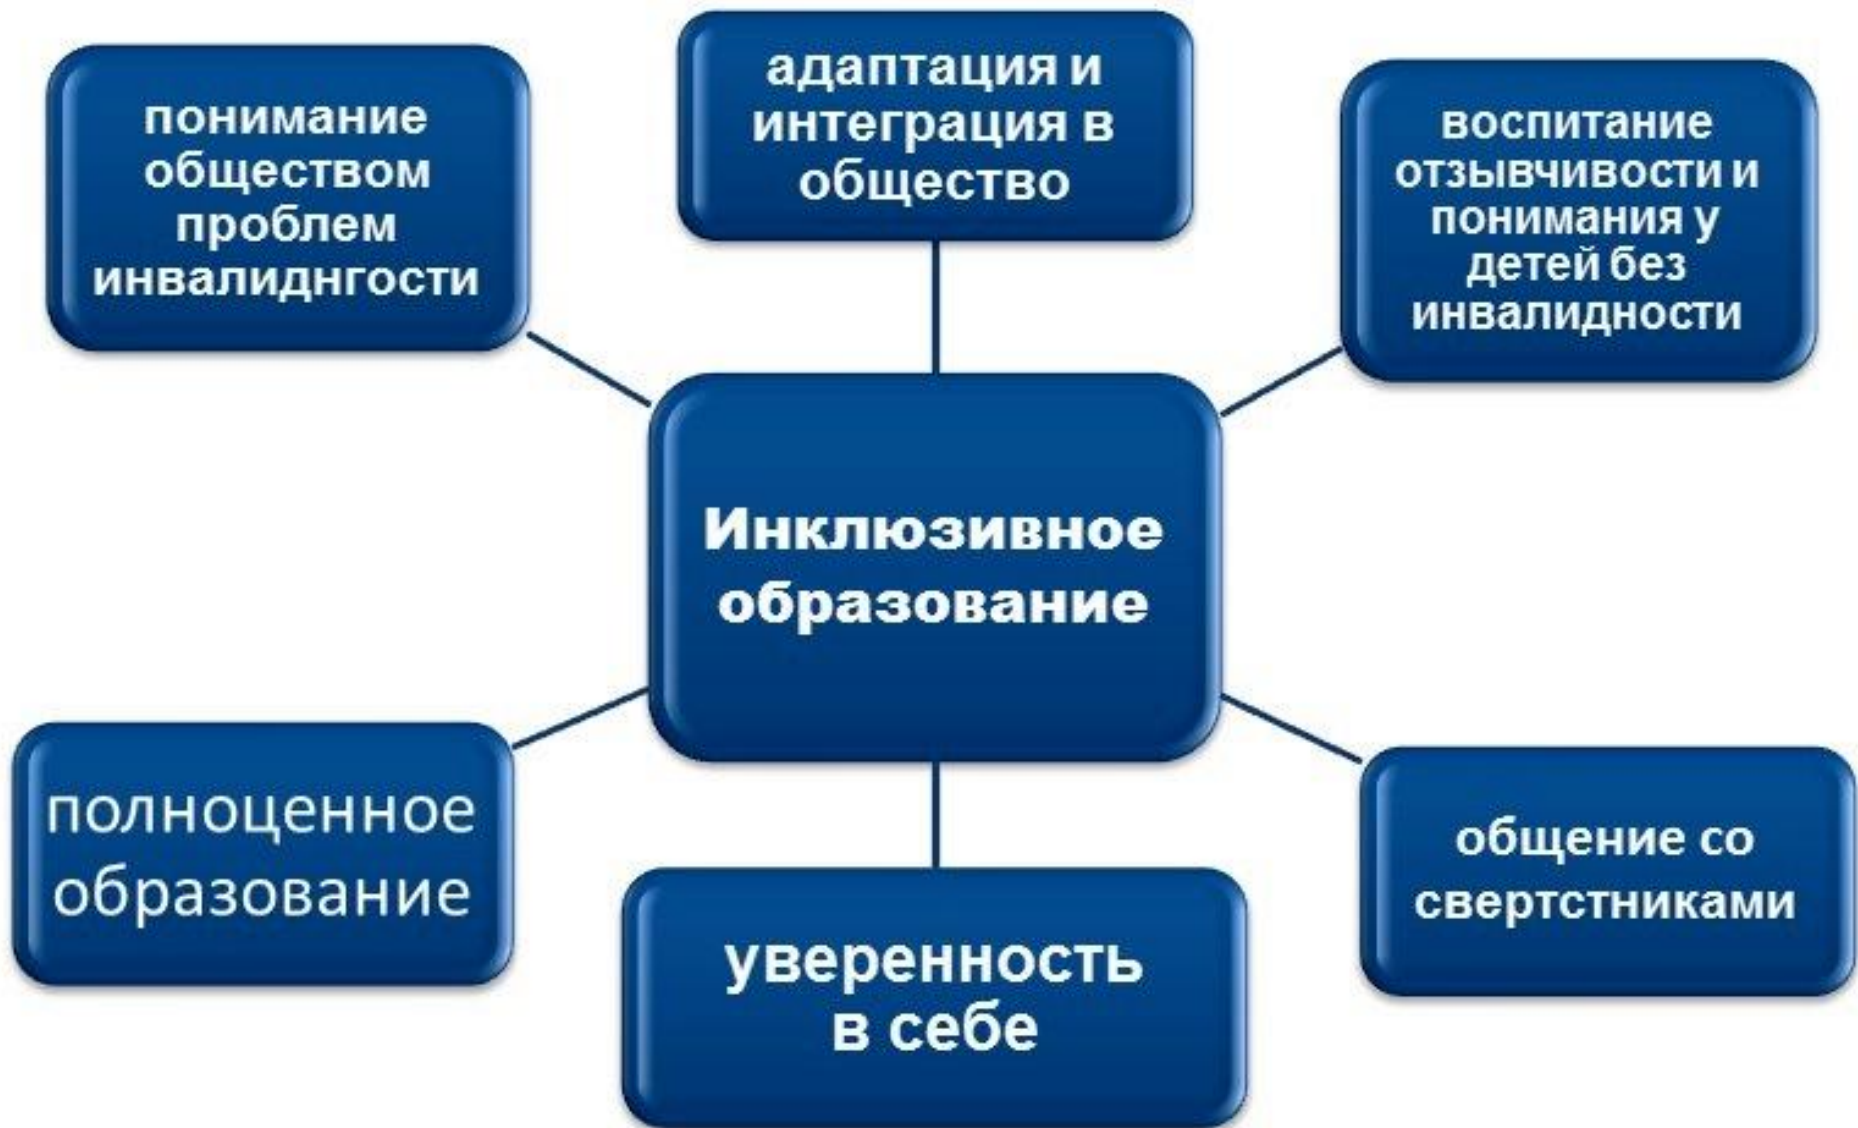 понимание
обществом
проблем
инвалиднгости
адаптация и
интеграция в
общество
воспитание
отзывчивости и
понимания у
детей без
инвалидности
Инклюзивное
образование
полноценное
образование
уверенность
в себе
общение со
свертстниками